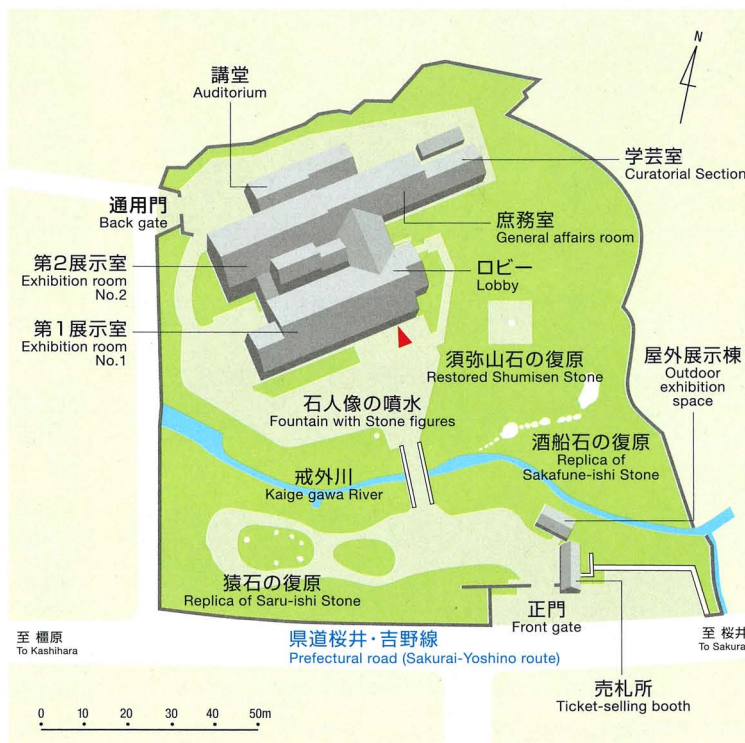 N
講堂
Auditorium
学芸室
Curatorial Section
通用門
Back gate
庶務室
General affairs room
第2展示室
Exhibition room
No.2
ロビー
Lobby
第1展示室
Exhibition room
No.1
須弥山石の復原
Restored Shumisen Stone
屋外展示棟
Outdoor
exhibition
space
石人像の噴水
Fountain with Stone figures
酒船石の復原
Replica of
Sakafune-ishi Stone
戒外川
Kaige gawa River
猿石の復原
Replica of Saru-ishi Stone
正門
Front gate
至 橿原
To Kashihara
県道桜井・吉野線
Prefectural road (Sakurai-Yoshino route)
至 桜井
To Sakurai
売札所
Ticket-selling booth
0 10 20 30 40 50m